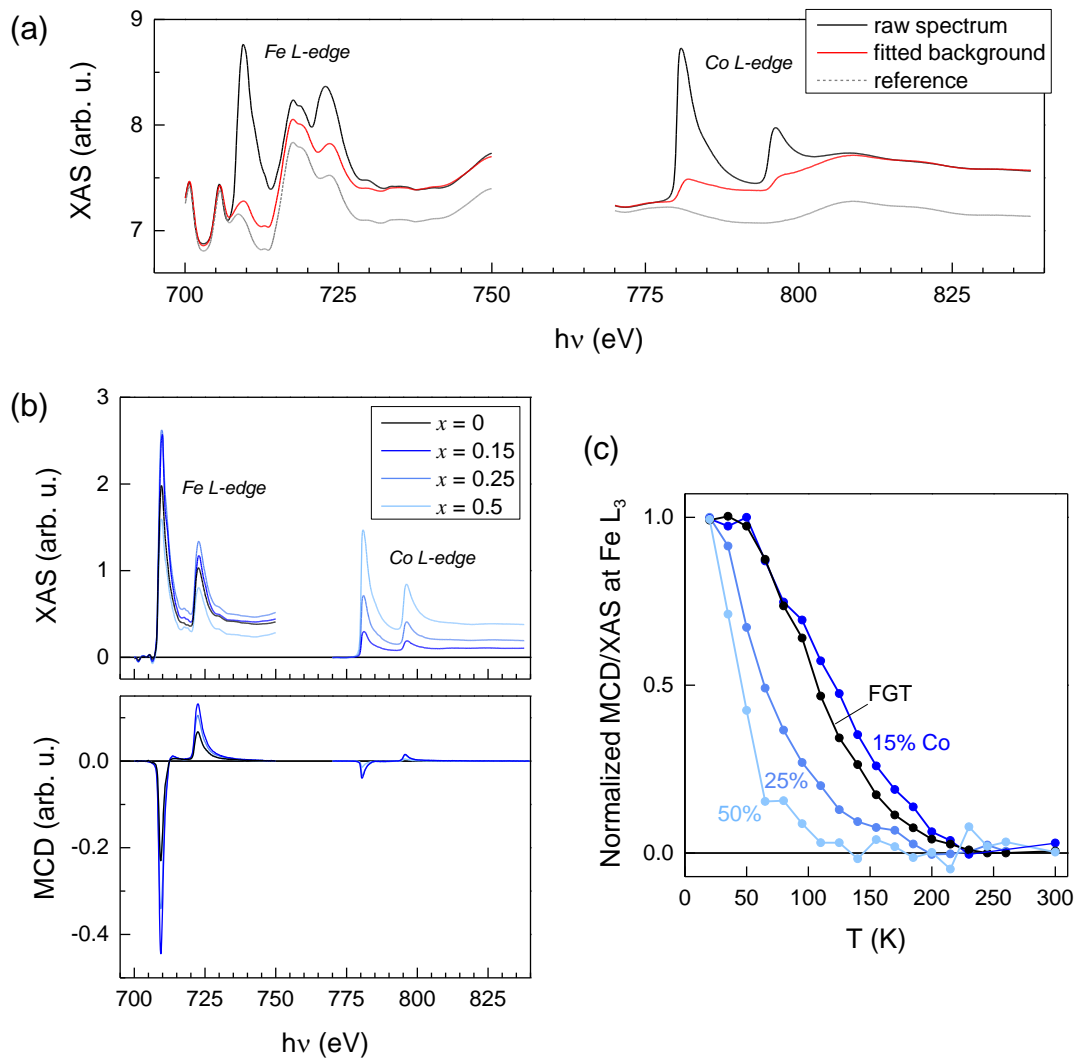 (a)
9
8
7
XAS (arb. u.)
Fe L-edge
Co L-edge
raw spectrum
fitted background
reference
700 725 750 775 800 825
hν (eV)
(b)
3
2
1
0
XAS (arb. u.)
Fe L-edge
x = 0
x = 0.15
x = 0.25
x = 0.5
Co L-edge
0.0
-0.2
-0.4
MCD (arb. u.)
700 725 750 775 800 825
hν (eV)
(c)
1.0
0.5
0.0
Normalized MCD/XAS at Fe L3
FGT
15% Co
25%
50%
0 50 100 150 200 250 300
T (K)